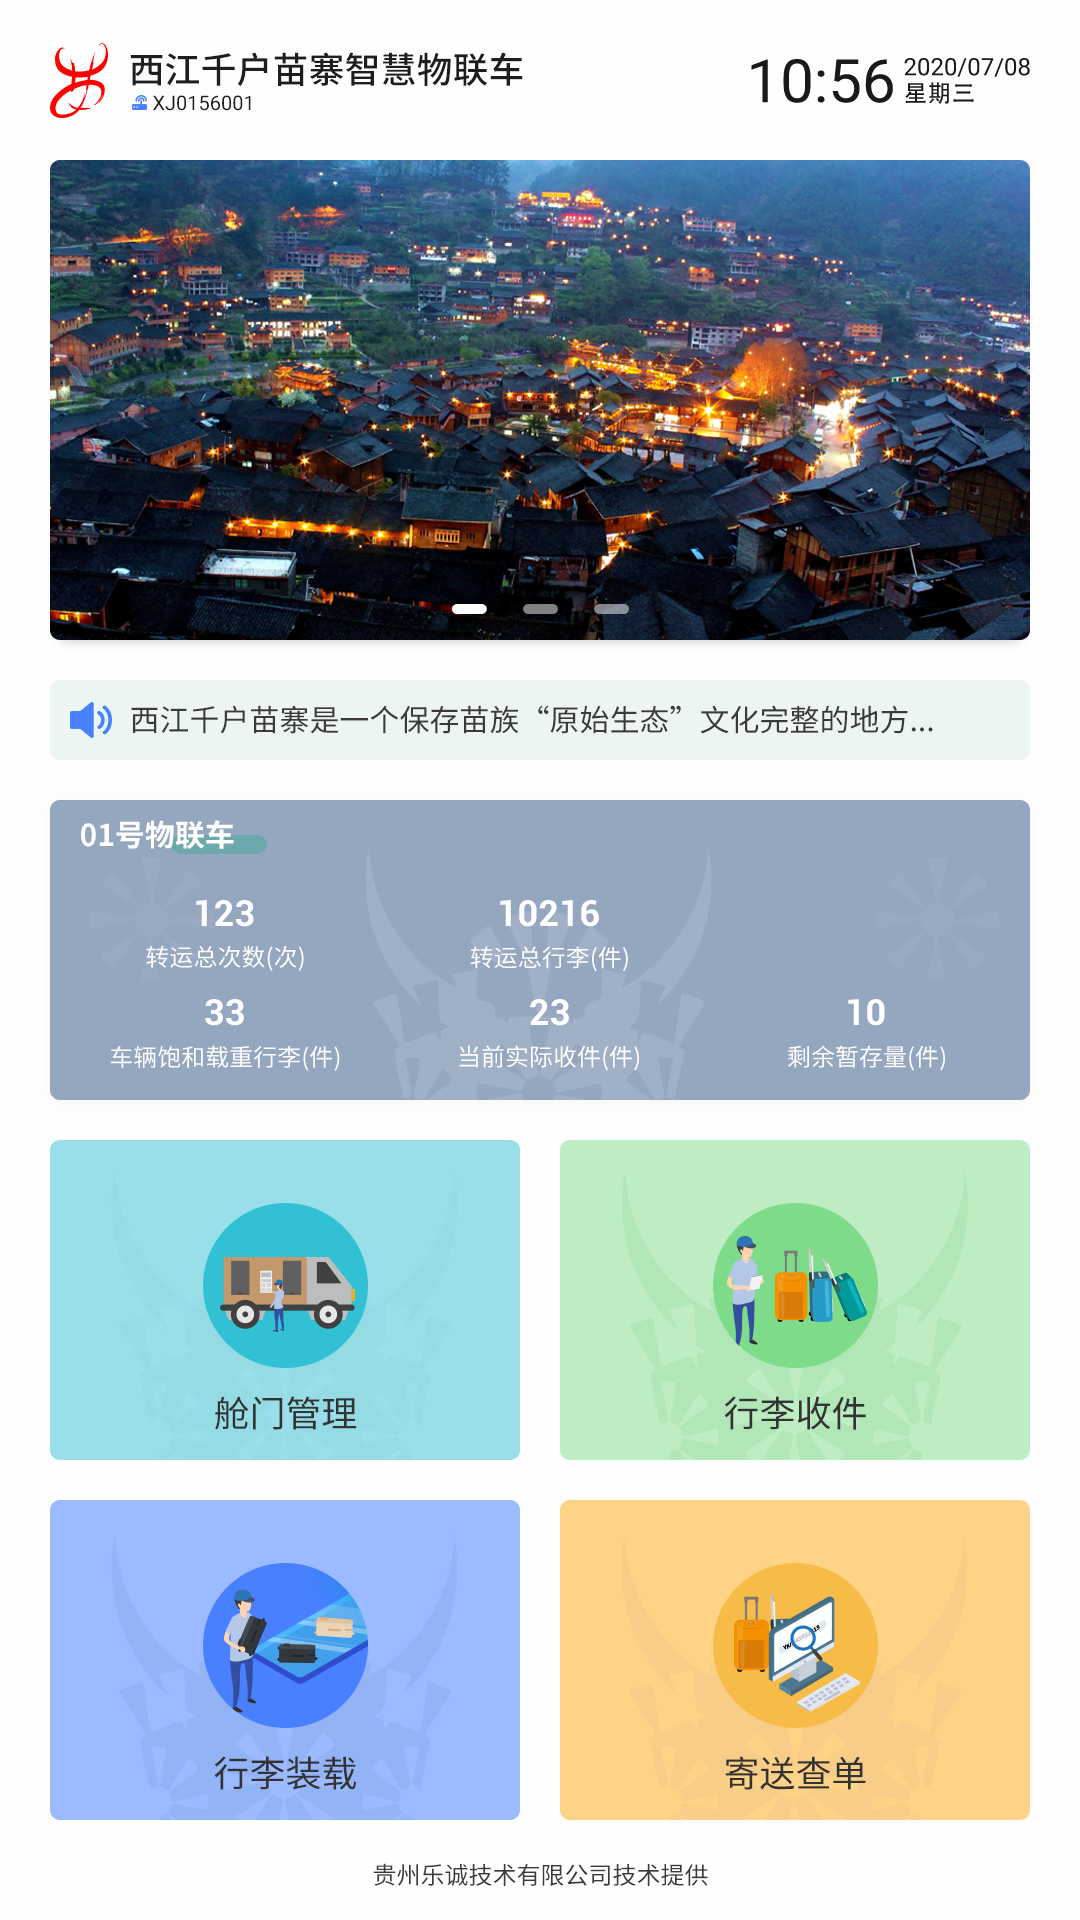 西江千户苗寨智慧物联车
XJ0156001
10:56
2020/07/08
星期三
西江千户苗寨是一个保存苗族“原始生态”文化完整的地方...
01号物联车
123
转运总次数(次)
10216
转运总行李(件)
33
车辆饱和载重行李(件)
23
当前实际收件(件)
10
剩余暂存量(件)
舱门管理
行李收件
行李装载
寄送查单
贵州乐诚技术有限公司技术提供